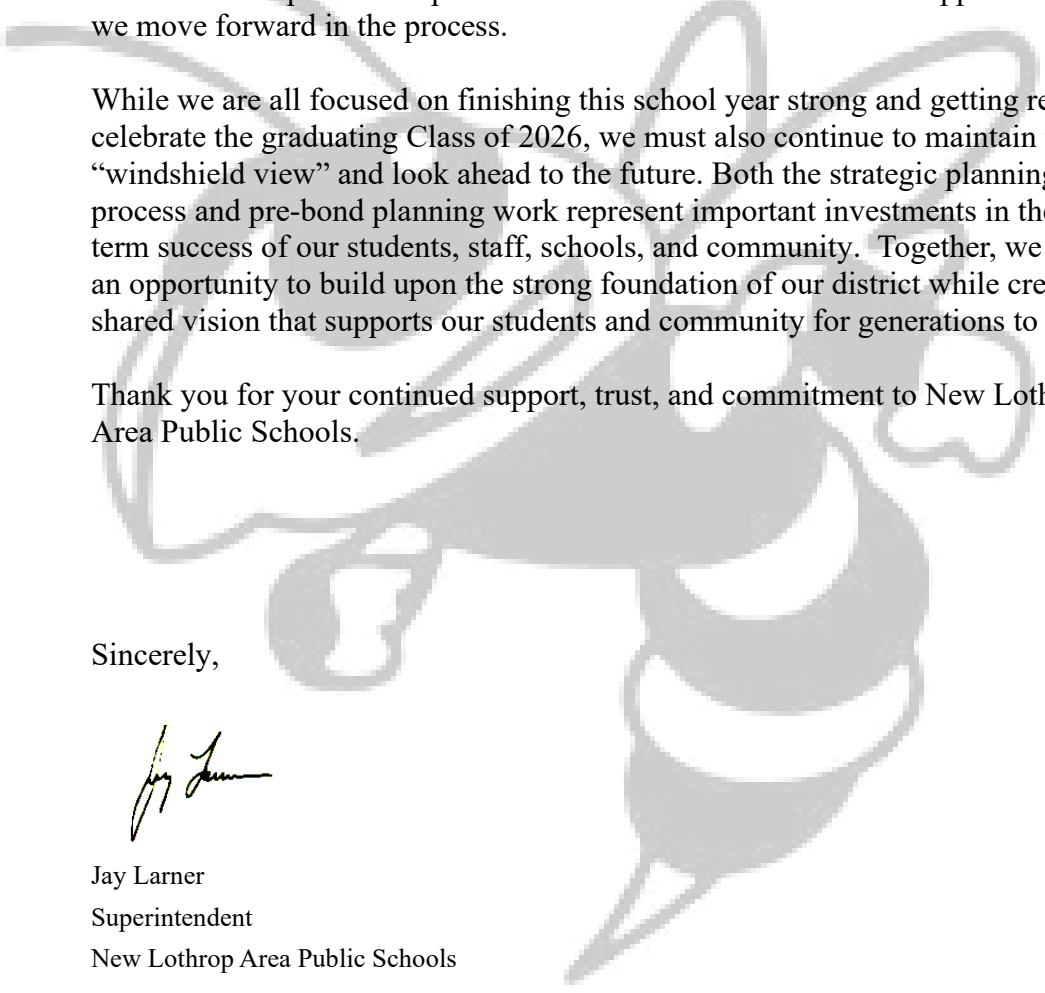 we move forward in the process.
While we are all focused on finishing this school year strong and getting
celebrate the graduating Class of 2026, we must also continue to maintain
“windshield view” and look ahead to the future. Both the strategic planning
process and pre-bond planning work represent important investments in the
term success of our students, staff, schools, and community. Together, we
an opportunity to build upon the strong foundation of our district while
shared vision that supports our students and community for generations to
Thank you for your continued support, trust, and commitment to New
Area Public Schools.
Sincerely,
Jay Larner
Jay Larner
Superintendent
New Lothrop Area Public Schools